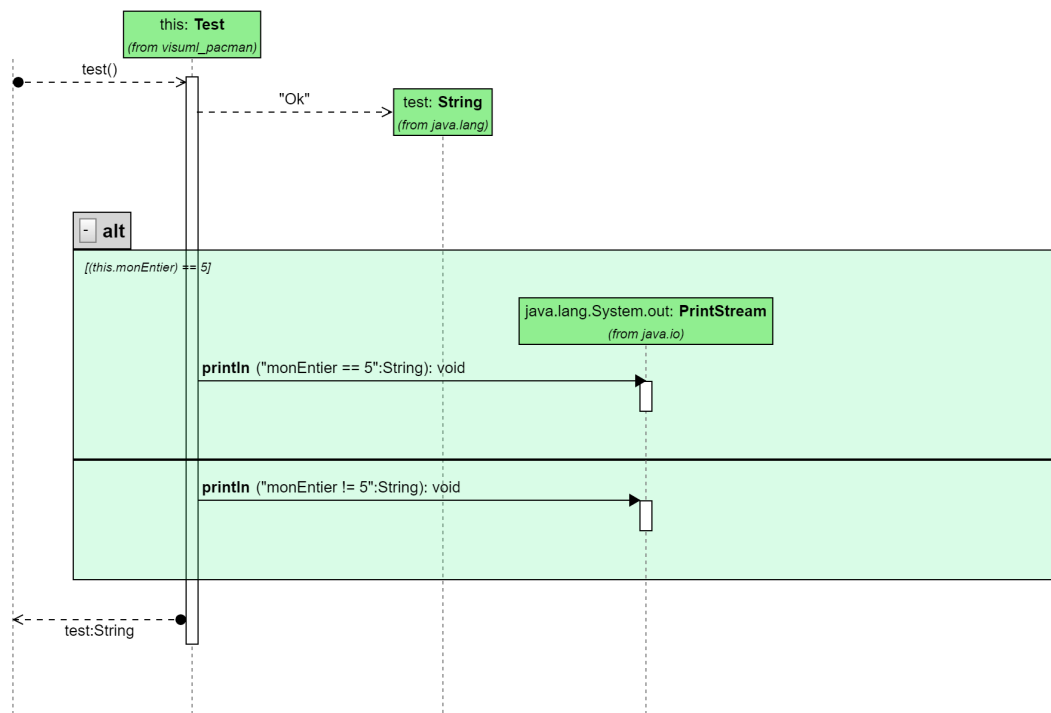 this: Test
(from visuml_pacman)
test()
"Ok"
test: String
(from java.lang)
- alt
[(this.monEntier) == 5]
java.lang.System.out: PrintStream
(from java.io)
println ("monEntier == 5":String): void
println ("monEntier != 5":String): void
test:String